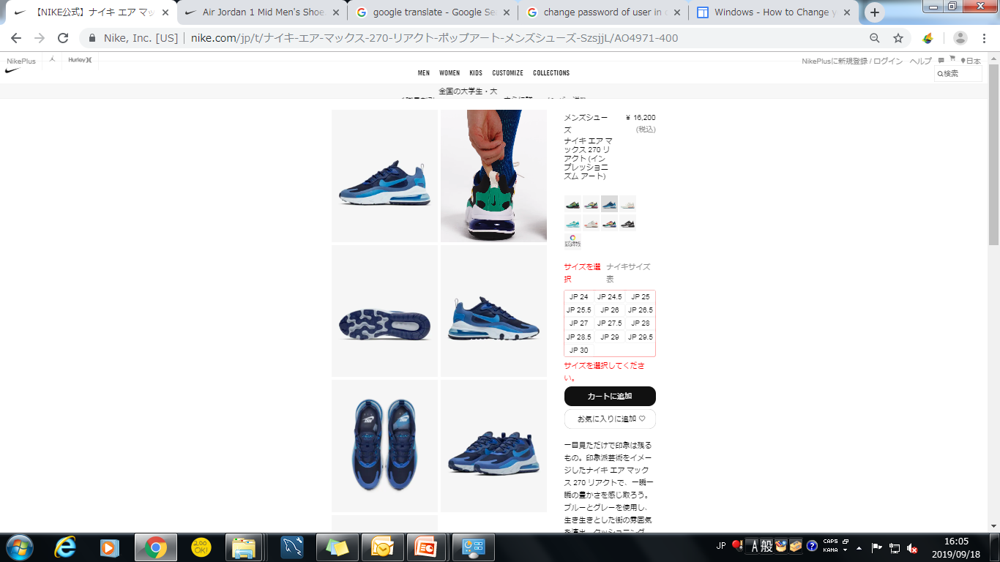 【NIKE公式】ナイキ エア マッ
Air Jordan 1 Mid Men's Shoe
google translate - Google Se
change password of user in
Windows - How to Change y
Nike, Inc. [US] | nike.com/jp/t/ナイキ-エア-マックス-270-リアクト-ポップアート-メンズシューズ-SzsjjL/AO4971-400
NikePlus
Hurley
NikePlusに新規登録 / ログイン
ヘルプ
日本
MEN WOMEN KIDS CUSTOMIZE COLLECTIONS
検索
全国の大学生・大
メンズシュー
ズ
¥ 16,200
(税込)
ナイキ エア マ
ックス 270 リ
アクト (イン
プレッショニ
ズム アート)
サイズを選
択
ナイキサイズ
表
JP 24 JP 24.5 JP 25
JP 25.5 JP 26 JP 26.5
JP 27 JP 27.5 JP 28
JP 28.5 JP 29 JP 29.5
JP 30
サイズを選択してくださ
い。
カートに追加
お気に入りに追加
一目見ただけで印象は残る
もの。印象派芸術をイメー
ジしたナイキ エア マック
ス 270 リアクトで、一瞬一
瞬の豊かさを感じ取ろう。
ブルーとグレーを使用し、
生き生きとした街の雰囲気
を演出。クッショニング
2,00
OK!
JP
A 般
CAPS
KANA
16:05
2019/09/18